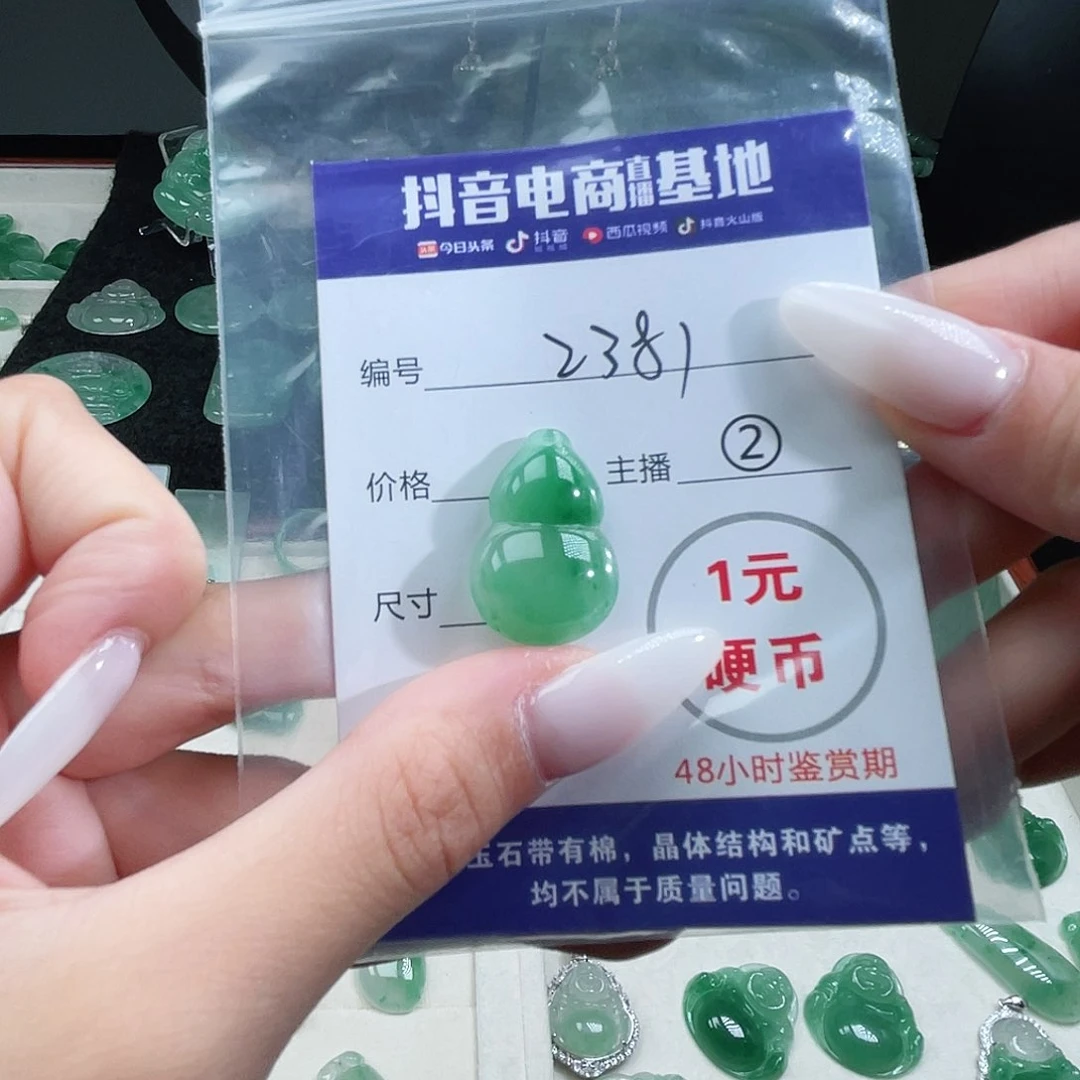 抖音电商直播基地
今日头条 抖音 西瓜视频 抖音火山版
编号 2381
价格 主播 ②
尺寸
1元
硬币
48小时鉴赏期
玉石带有棉，晶体结构和矿点等，
均不属于质量问题。